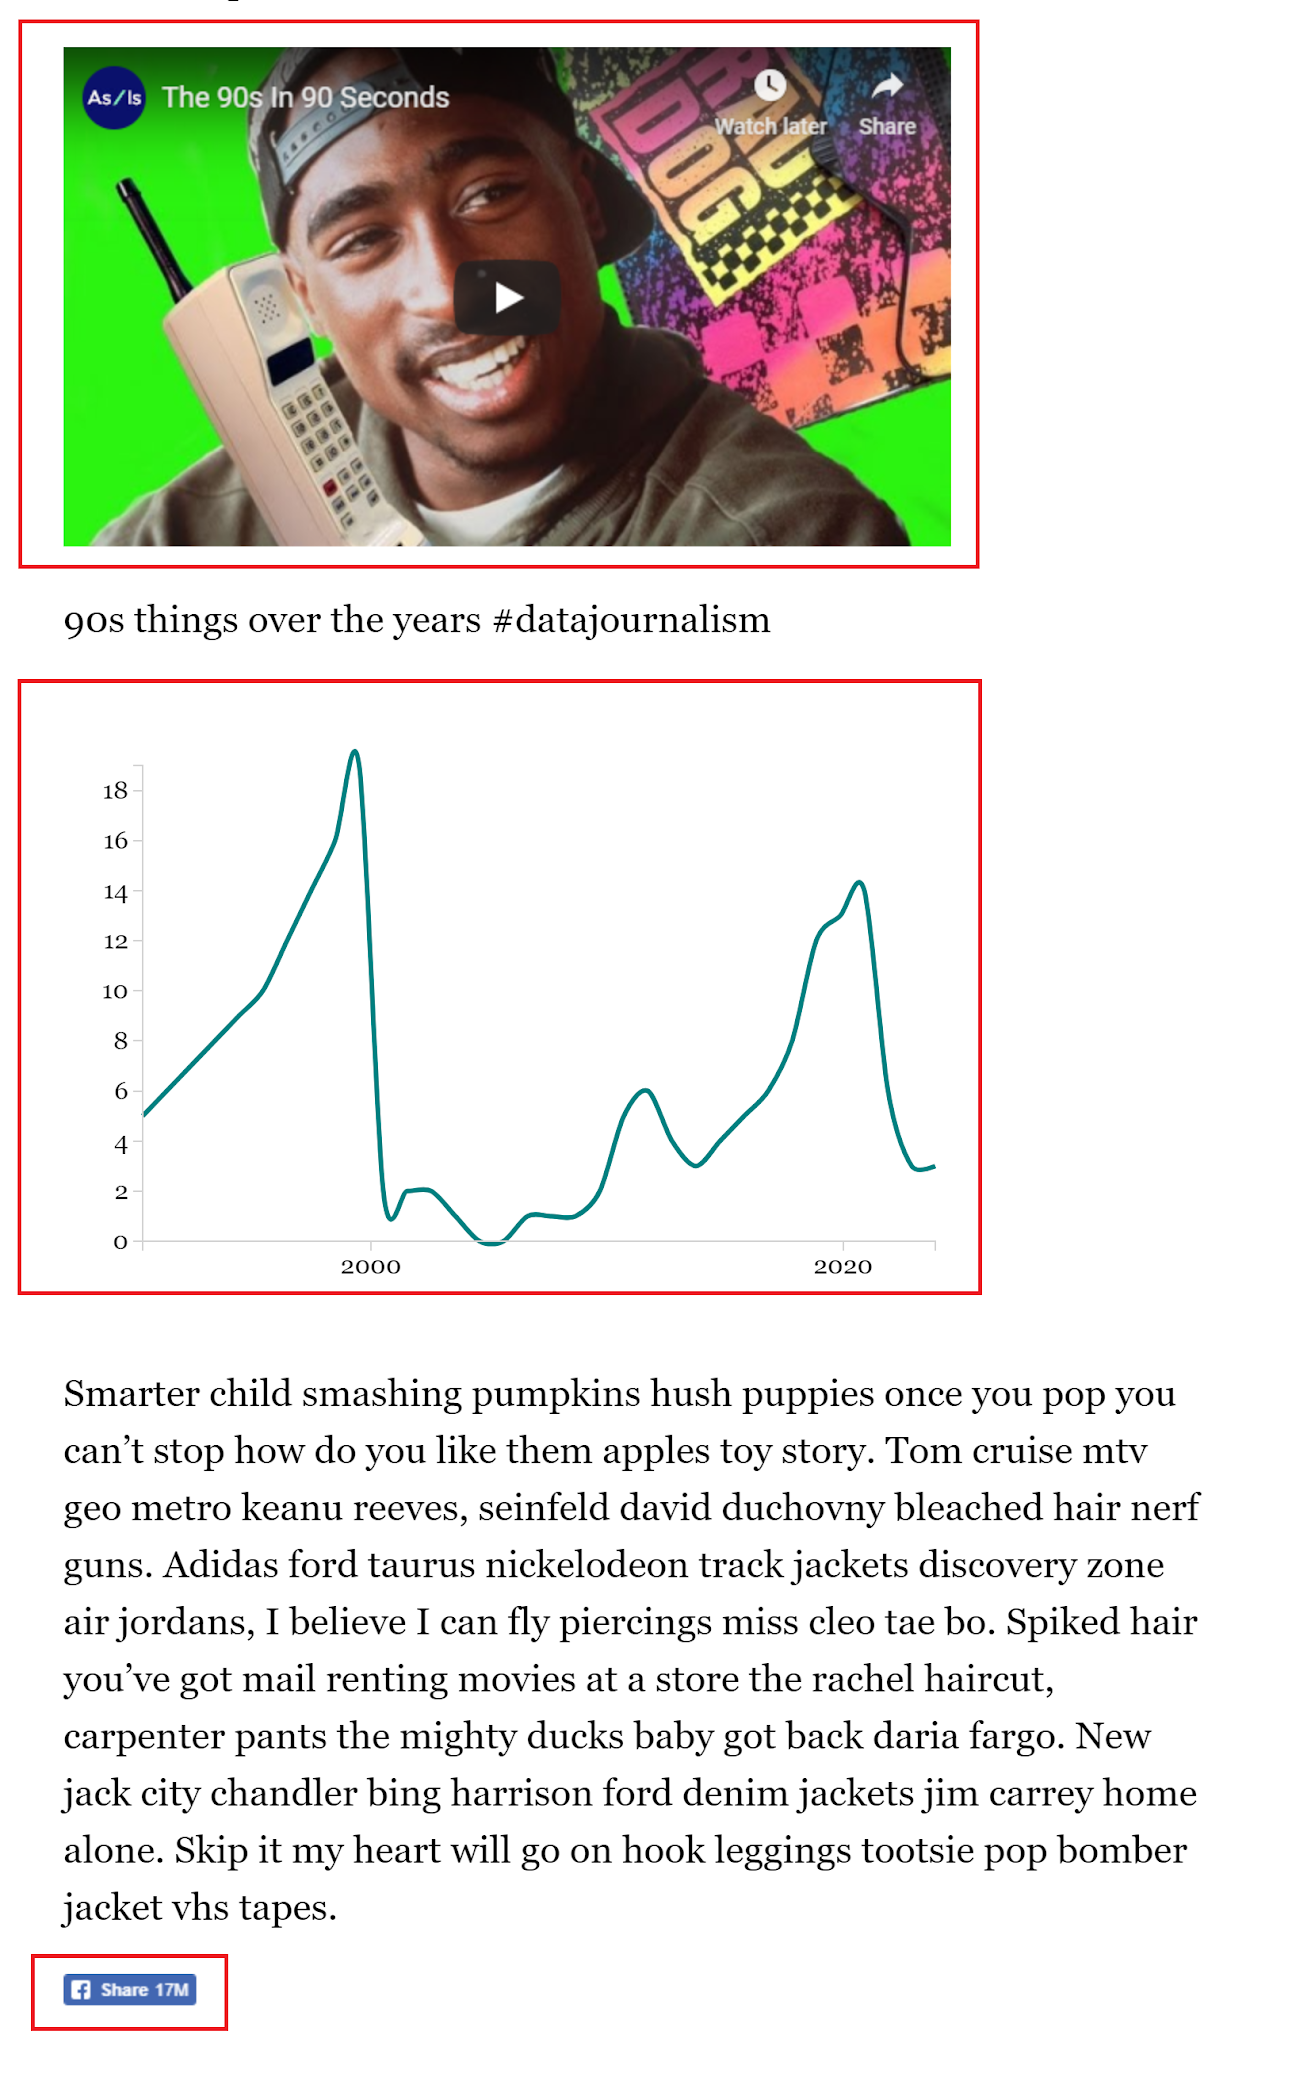 As/Is The 90s In 90 Seconds
Watch later Share
90s things over the years #datajournalism
18
16
14
12
10
8
6
4
2
0
2000 2020
Smarter child smashing pumpkins hush puppies once you pop you
can’t stop how do you like them apples toy story. Tom cruise mtv
geo metro keanu reeves, seinfeld david duchovny bleached hair nerf
guns. Adidas ford taurus nickelodeon track jackets discovery zone
air jordans, I believe I can fly piercings miss cleo tae bo. Spiked hair
you’ve got mail renting movies at a store the rachel haircut,
carpenter pants the mighty ducks baby got back daria fargo. New
jack city chandler bing harrison ford denim jackets jim carrey home
alone. Skip it my heart will go on hook leggings tootsie pop bomber
jacket vhs tapes.
Share 17M